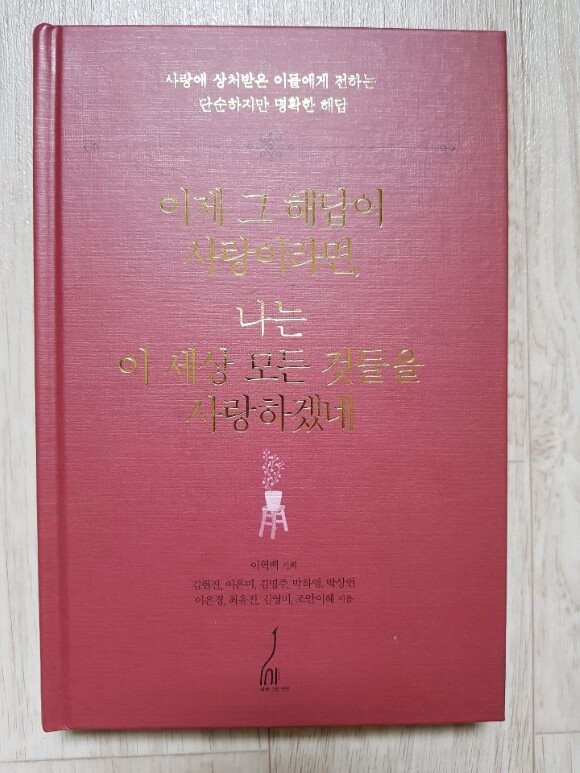 사랑에 상처받은 이들에게 전하는
단순하지만 명확한 해답
이제 그 해답이
사랑이라면,
나는
이 세상 모든 것들을
사랑하겠네
이혁백 기획
김현진, 이은미, 김명주, 박하영, 박상언
이은경, 최유진, 김영미, 조안이혜 지음